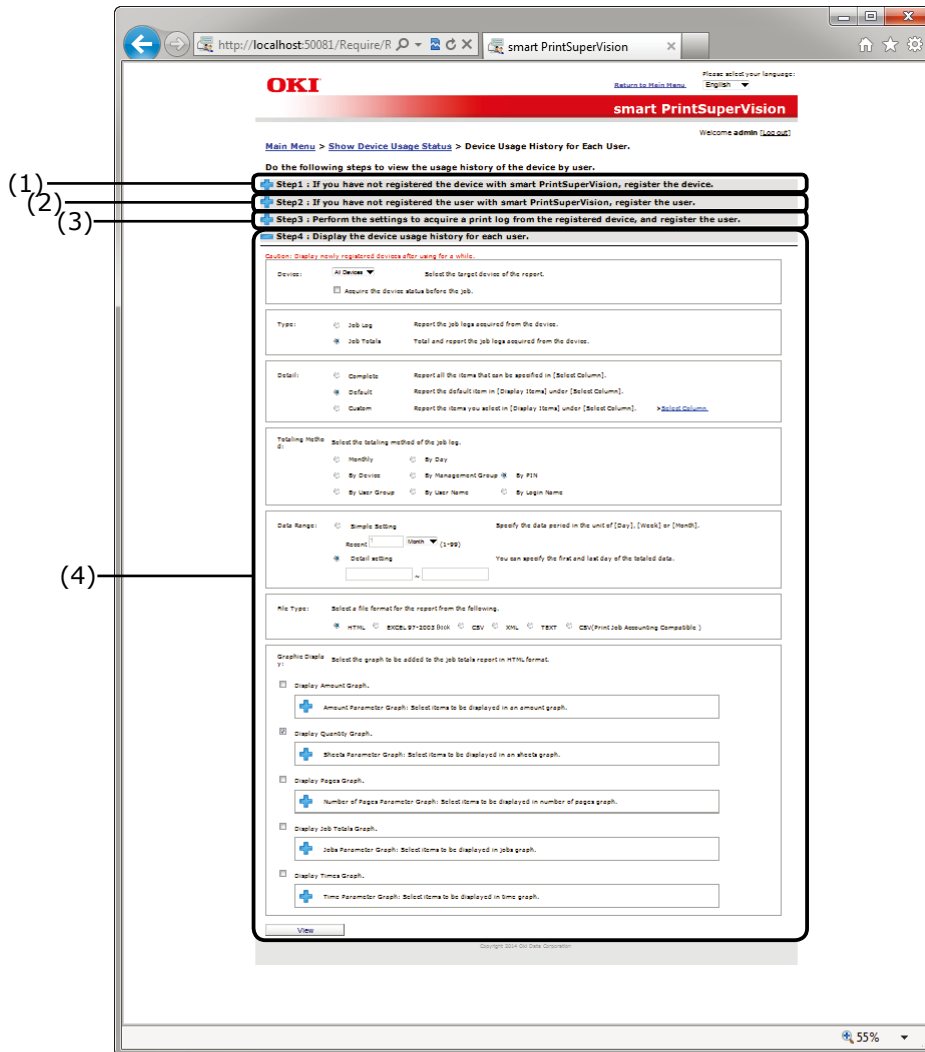 http://localhost:50081/Require/R
smart PrintSuperVision
OKI
Return to Main Menu
Please select your language:
English
smart PrintSuperVision
Welcome admin [Log out]
Main Menu > Show Device Usage Status > Device Usage History for Each User.
Do the following steps to view the usage history of the device by user.
(1)
Step1 : If you have not registered the device with smart PrintSuperVision, register the device.
(2)
Step2 : If you have not registered the user with smart PrintSuperVision, register the user.
(3)
Step3 : Perform the settings to acquire a print log from the registered device, and register the user.
Step4 : Display the device usage history for each user.
Caution: Display newly registered devices after using for a while.
Device: All Devices Select the target device of the report.
Acquire the device status before the job.
Type: Job Log Report the job logs acquired from the device.
Job Totals Total and report the job logs acquired from the device.
Detail: Complete Report all the items that can be specified in [Select Column].
Default Report the default item in [Display Items] under [Select Column].
Custom Report the items you select in [Display Items] under [Select Column]. >Select Column
Totaling Metho
d: Select the totaling method of the job log.
Monthly By Day
By Device By Management Group By PIN
By User Group By User Name By Login Name
Data Range: Simple Setting Specify the data period in the unit of [Day], [Week] or [Month].
Recent 1 Month (1-99)
Detail setting You can specify the first and last day of the totaled data.
~
(4)
File Type: Select a file format for the report from the following.
HTML EXCEL 97-2003 Book CSV XML TEXT CSV(Print Job Accounting Compatible )
Graphic Displa
y: Select the graph to be added to the job totals report in HTML format.
Display Amount Graph.
Amount Parameter Graph: Select items to be displayed in an amount graph.
Display Quantity Graph.
Sheets Parameter Graph: Select items to be displayed in an sheets graph.
Display Pages Graph.
Number of Pages Parameter Graph: Select items to be displayed in number of pages graph.
Display Job Totals Graph.
Jobs Parameter Graph: Select items to be displayed in jobs graph.
Display Times Graph.
Time Parameter Graph: Select items to be displayed in time graph.
View
Copyright 2014 Oki Data Corporation
55%